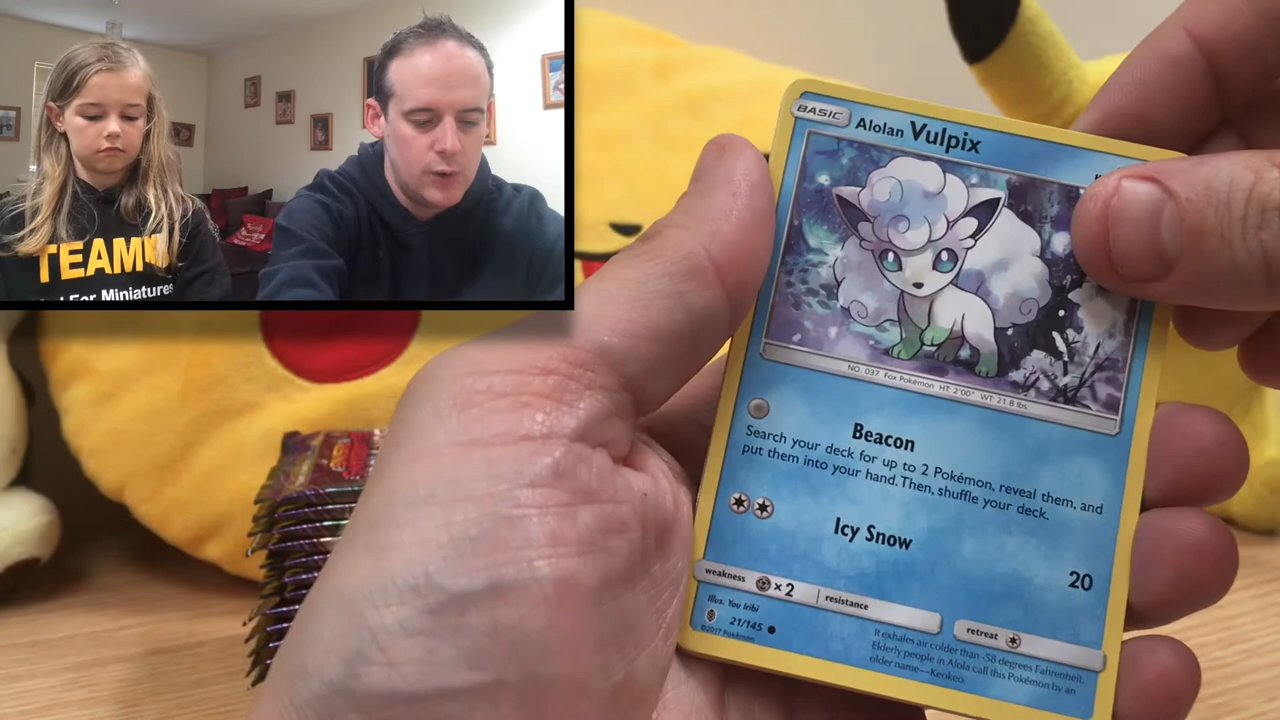 TEAM
For Miniatures
BASIC
Alolan Vulpix
NO. 037 Fox Pokémon HT: 2'00" WT: 21.8 lbs.
Beacon
Search your deck for up to 2 Pokémon, reveal them, and
put them into your hand. Then, shuffle your deck.
Icy Snow
20
weakness ×2 resistance
retreat
Illus. You Iribi
21/145
©2017 Pokémon
It exhales air colder than -58 degrees Fahrenheit.
Elderly people in Alola call this Pokémon by an
older name—Keokeo.